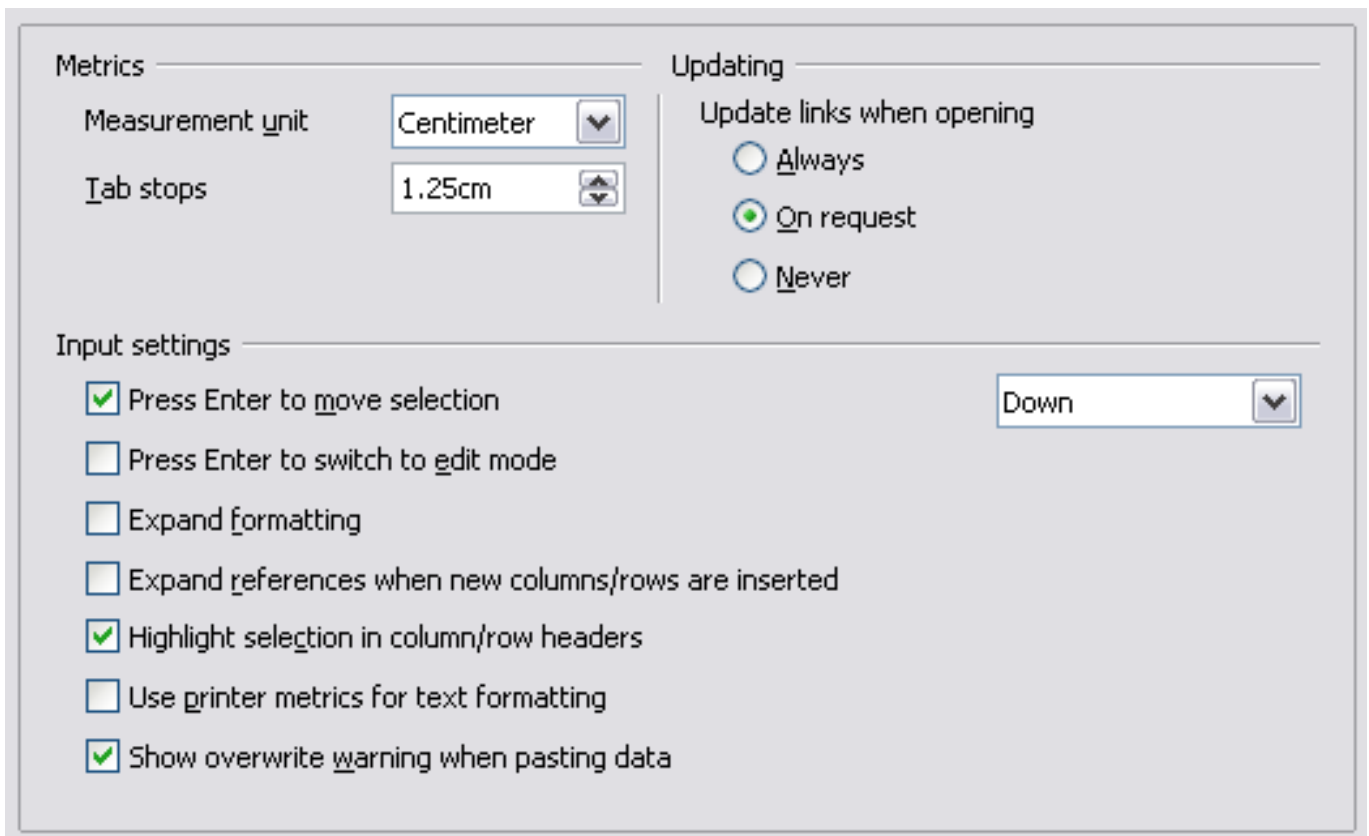 Metrics
Measurement unit
Centimeter
Tab stops
1.25cm
Updating
Update links when opening
Always
On request
Never
Input settings
Press Enter to move selection
Down
Press Enter to switch to edit mode
Expand formatting
Expand references when new columns/rows are inserted
Highlight selection in column/row headers
Use printer metrics for text formatting
Show overwrite warning when pasting data